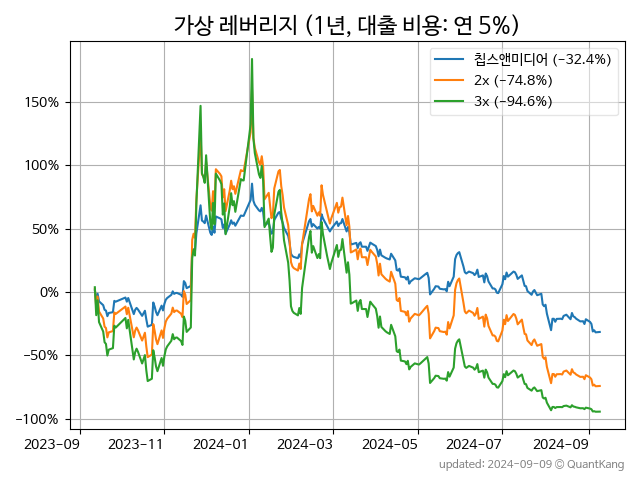 가상 레버리지 (1년, 대출 비용: 연 5%)
칩스앤미디어 (−32.4%)
2x (−74.8%)
3x (−94.6%)
150%
100%
50%
0%
−50%
−100%
2023-09 2023-11 2024-01 2024-03 2024-05 2024-07 2024-09
updated: 2024-09-09 © QuantKang